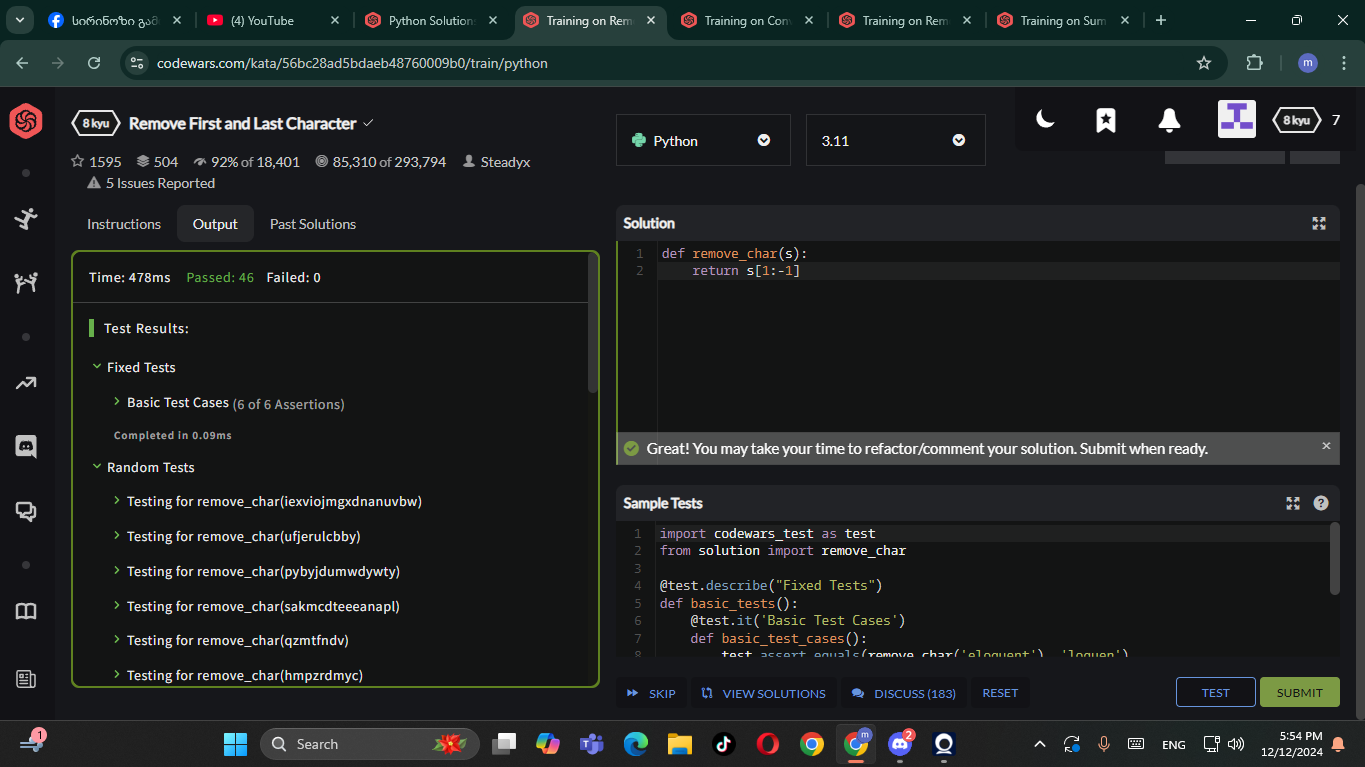 სირინოზი გამ
(4) YouTube
Python Solution
Training on Rem
Training on Con
Training on Rem
Training on Sum
codewars.com/kata/56bc28ad5bdaeb48760009b0/train/python
m
8 kyu
Remove First and Last Character
1595
504
92% of 18,401
85,310 of 293,794
Steadyx
5 Issues Reported
Python
3.11
8 kyu
7
Instructions
Output
Past Solutions
Time: 478ms Passed: 46 Failed: 0
Test Results:
Fixed Tests
Basic Test Cases (6 of 6 Assertions)
Completed in 0.09ms
Random Tests
Testing for remove_char(iexviojmgxdnanuvbw)
Testing for remove_char(ufjerulcbby)
Testing for remove_char(pybyjdumwdywty)
Testing for remove_char(sakmcdteeeanapl)
Testing for remove_char(qzmtfndv)
Testing for remove_char(hmpzrdmyc)
Solution
1 def remove_char(s):
2 return s[1:-1]
Great! You may take your time to refactor/comment your solution. Submit when ready.
Sample Tests
1 import codewars_test as test
2 from solution import remove_char
3
4 @test.describe("Fixed Tests")
5 def basic_tests():
6 @test.it('Basic Test Cases')
7 def basic_test_cases():
8 test.assert_equals(remove_char('eloquent'), 'loquen')
SKIP
VIEW SOLUTIONS
DISCUSS (183)
RESET
TEST
SUBMIT
1
Search
m
2
ENG
5:54 PM
12/12/2024